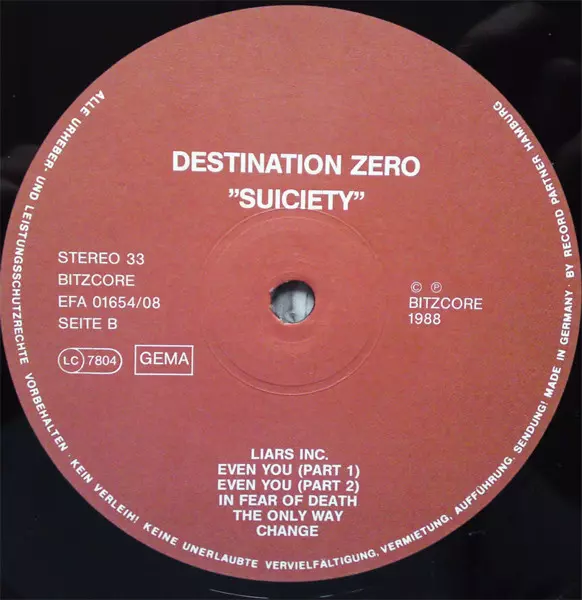 DESTINATION ZERO
”SUICIETY”
STEREO 33
BITZCORE
EFA 01654/08
SEITE B
LC 7804
GEMA
© ℗
BITZCORE
1988
LIARS INC.
EVEN YOU (PART 1)
EVEN YOU (PART 2)
IN FEAR OF DEATH
THE ONLY WAY
CHANGE
ALLE URHEBER- UND LEISTUNGSSCHUTZRECHTE VORBEHALTEN · KEIN VERLEIH! KEINE UNERLAUBTE VERVIELFÄLTIGUNG, VERMIETUNG, AUFFÜHRUNG, SENDUNG! MADE IN GERMANY · BY RECORD PARTNER HAMBURG